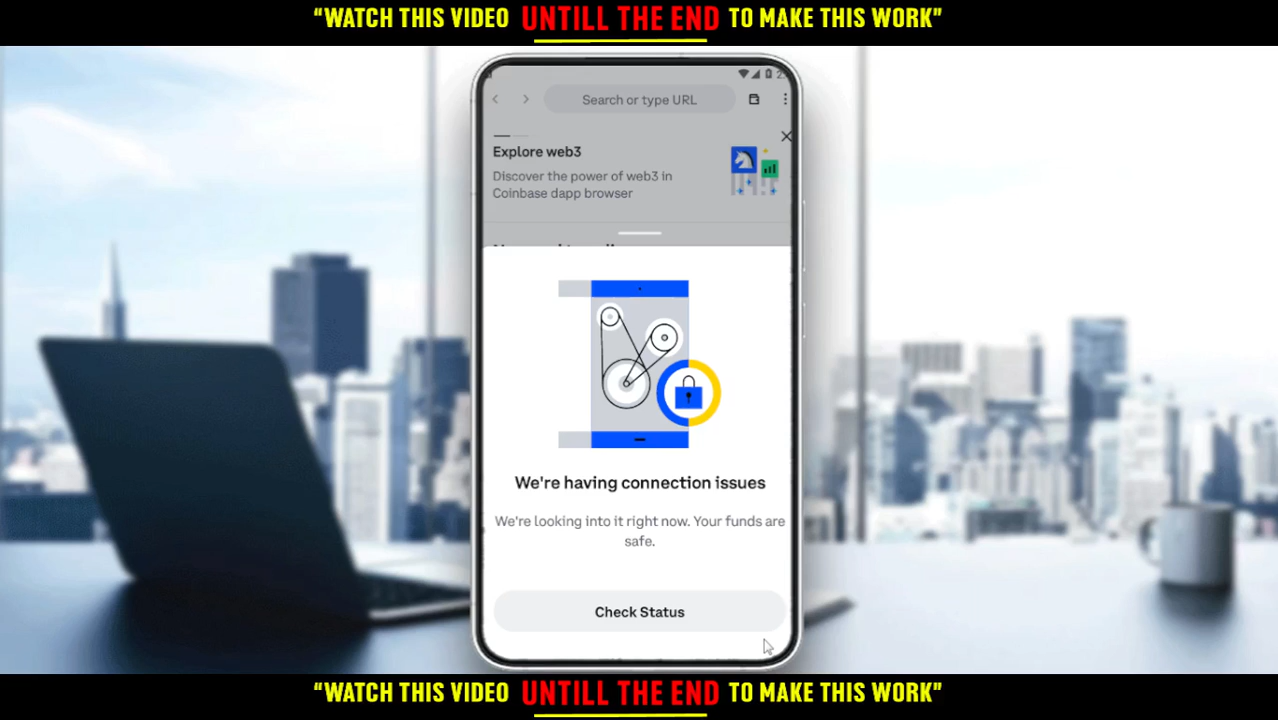 “WATCH THIS VIDEO UNTILL THE END TO MAKE THIS WORK”
Search or type URL
Explore web3
Discover the power of web3 in
Coinbase dapp browser
We're having connection issues
We're looking into it right now. Your funds are
safe.
Check Status
“WATCH THIS VIDEO UNTILL THE END TO MAKE THIS WORK”